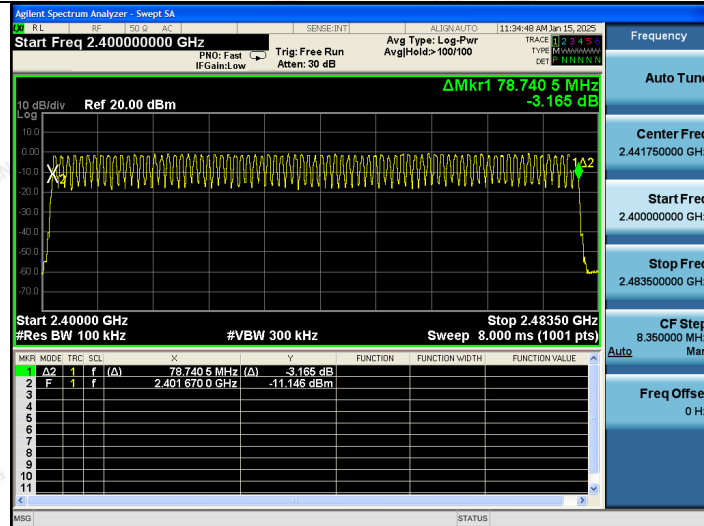 Agilent Spectrum Analyzer - Swept SA
LXI RL RF 50 Ω AC SENSE:INT ALIGNAUTO 11:34:48 AM Jan 15, 2025
Start Freq 2.400000000 GHz
PNO: Fast
IFGain:Low
Trig: Free Run
Atten: 30 dB
Avg Type: Log-Pwr
Avg|Hold:>100/100
TRACE 1 2 3 4 5 6
TYPE M
DET P N N N N N
ΔMkr1 78.740 5 MHz
-3.165 dB
10 dB/div Ref 20.00 dBm
Log
10.0
0.00
-10.0
-20.0
-30.0
-40.0
-50.0
-60.0
-70.0
2
1Δ2
Start 2.40000 GHz
Stop 2.48350 GHz
#Res BW 100 kHz
#VBW 300 kHz
Sweep 8.000 ms (1001 pts)
MKR MODE TRC SCL X Y FUNCTION FUNCTION WIDTH FUNCTION VALUE
1 Δ2 1 f (Δ) 78.740 5 MHz (Δ) -3.165 dB
2 F 1 f 2.401 670 0 GHz -11.146 dBm
3
4
5
6
7
8
9
10
11
MSG
STATUS
Frequency
Auto Tune
Center Freq
2.441750000 GHz
Start Freq
2.400000000 GHz
Stop Freq
2.483500000 GHz
CF Step
8.350000 MHz
Auto Man
Freq Offset
0 Hz